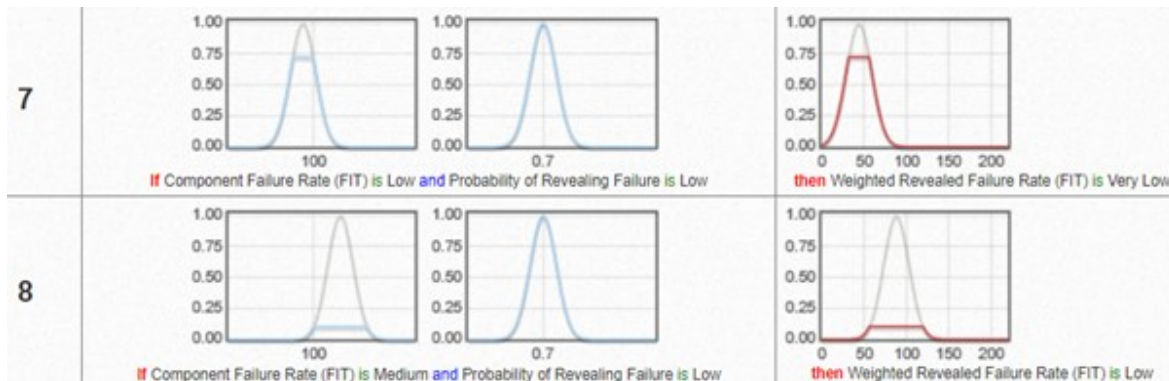 1.00 1.00 1.00
0.75 0.75 0.75
7
0.50 0.50 0.50
0.25 0.25 0.25
0.00 0.00 0.00
100 0.7 0 50 100 150 200
If Component Failure Rate (FIT) is Low and Probability of Revealing Failure is Low then Weighted Revealed Failure Rate (FIT) is Very Low
1.00 1.00 1.00
0.75 0.75 0.75
8
0.50 0.50 0.50
0.25 0.25 0.25
0.00 0.00 0.00
100 0.7 0 50 100 150 200
If Component Failure Rate (FIT) is Medium and Probability of Revealing Failure is Low then Weighted Revealed Failure Rate (FIT) is Low